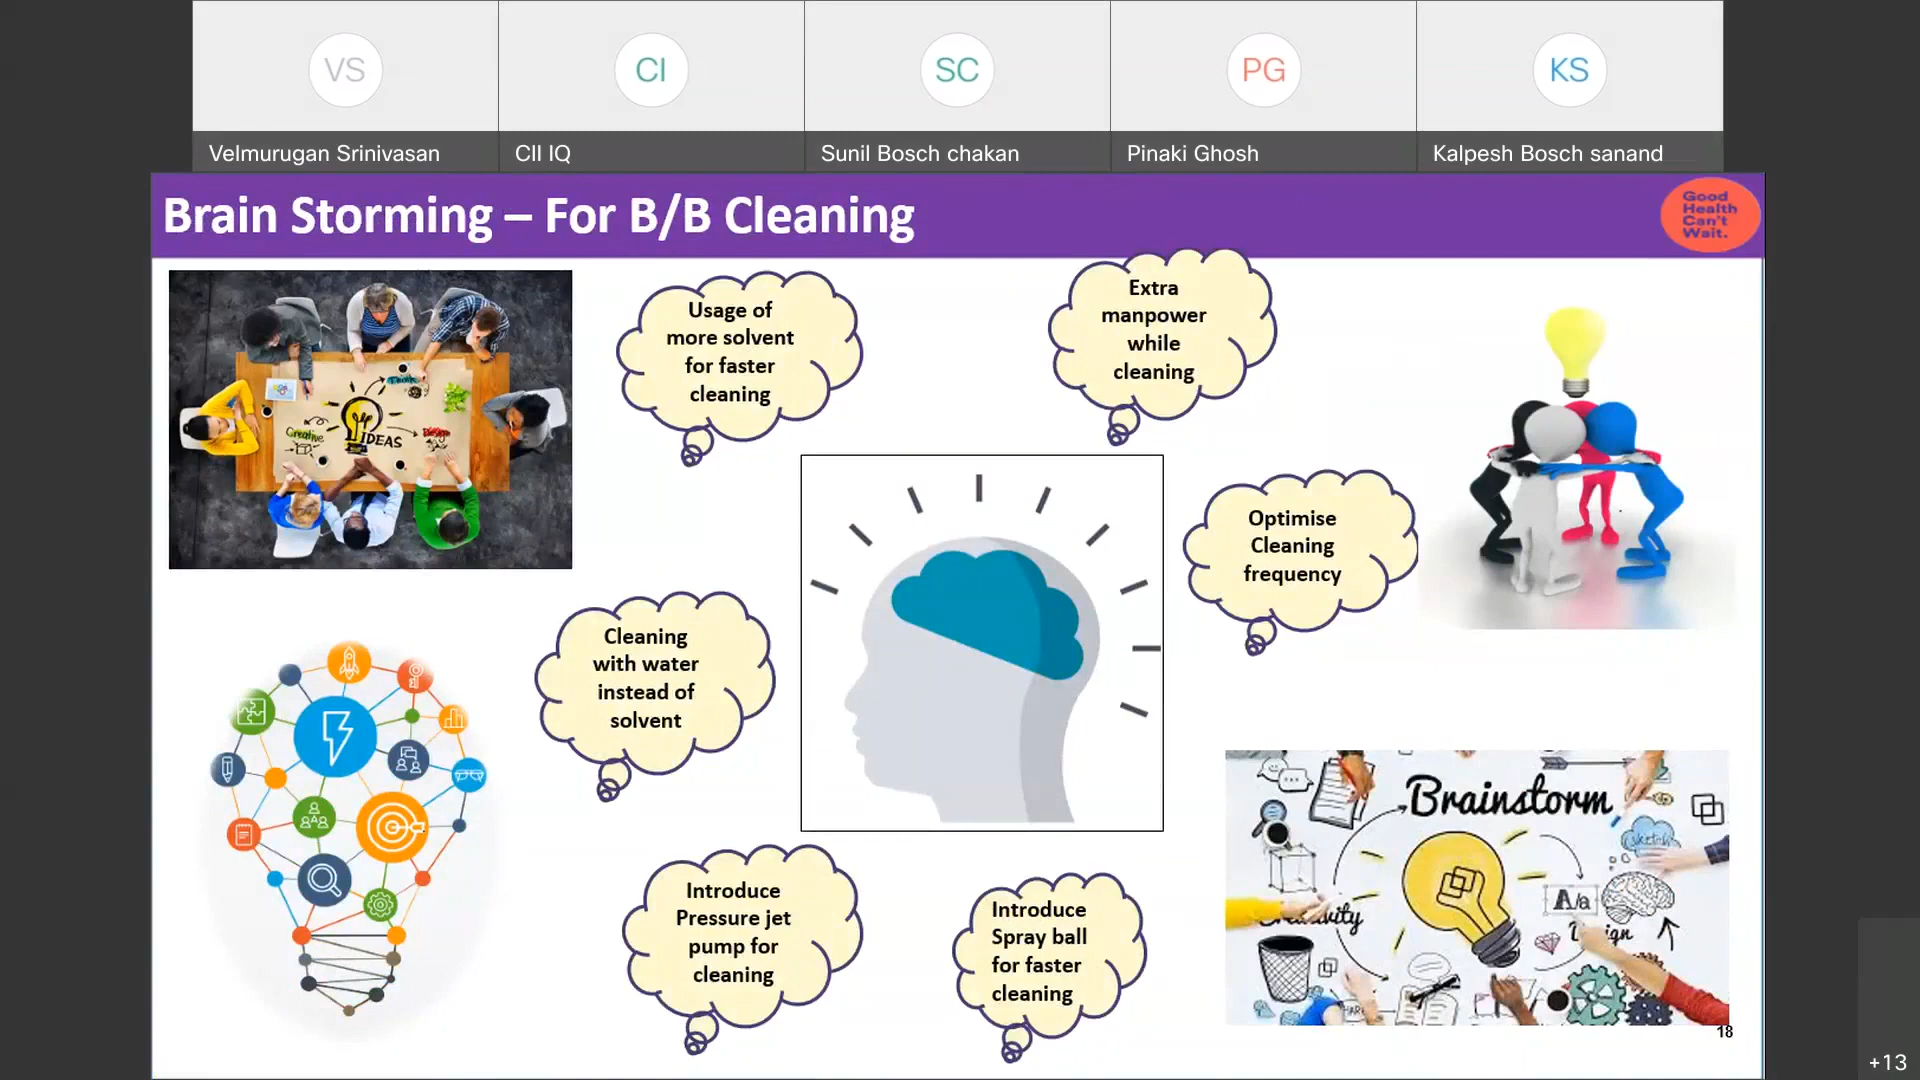 VS
CI
SC
PG
KS
Velmurugan Srinivasan
CII IQ
Sunil Bosch chakan
Pinaki Ghosh
Kalpesh Bosch sanand
Brain Storming – For B/B Cleaning
Good
Health
Can't
Wait.
Usage of
more solvent
for faster
cleaning
Extra
manpower
while
cleaning
Creative
IDEAS
Design
Optimise
Cleaning
frequency
Cleaning
with water
instead of
solvent
Introduce
Pressure jet
pump for
cleaning
Introduce
Spray ball
for faster
cleaning
Brainstorm
A/a
18
+13